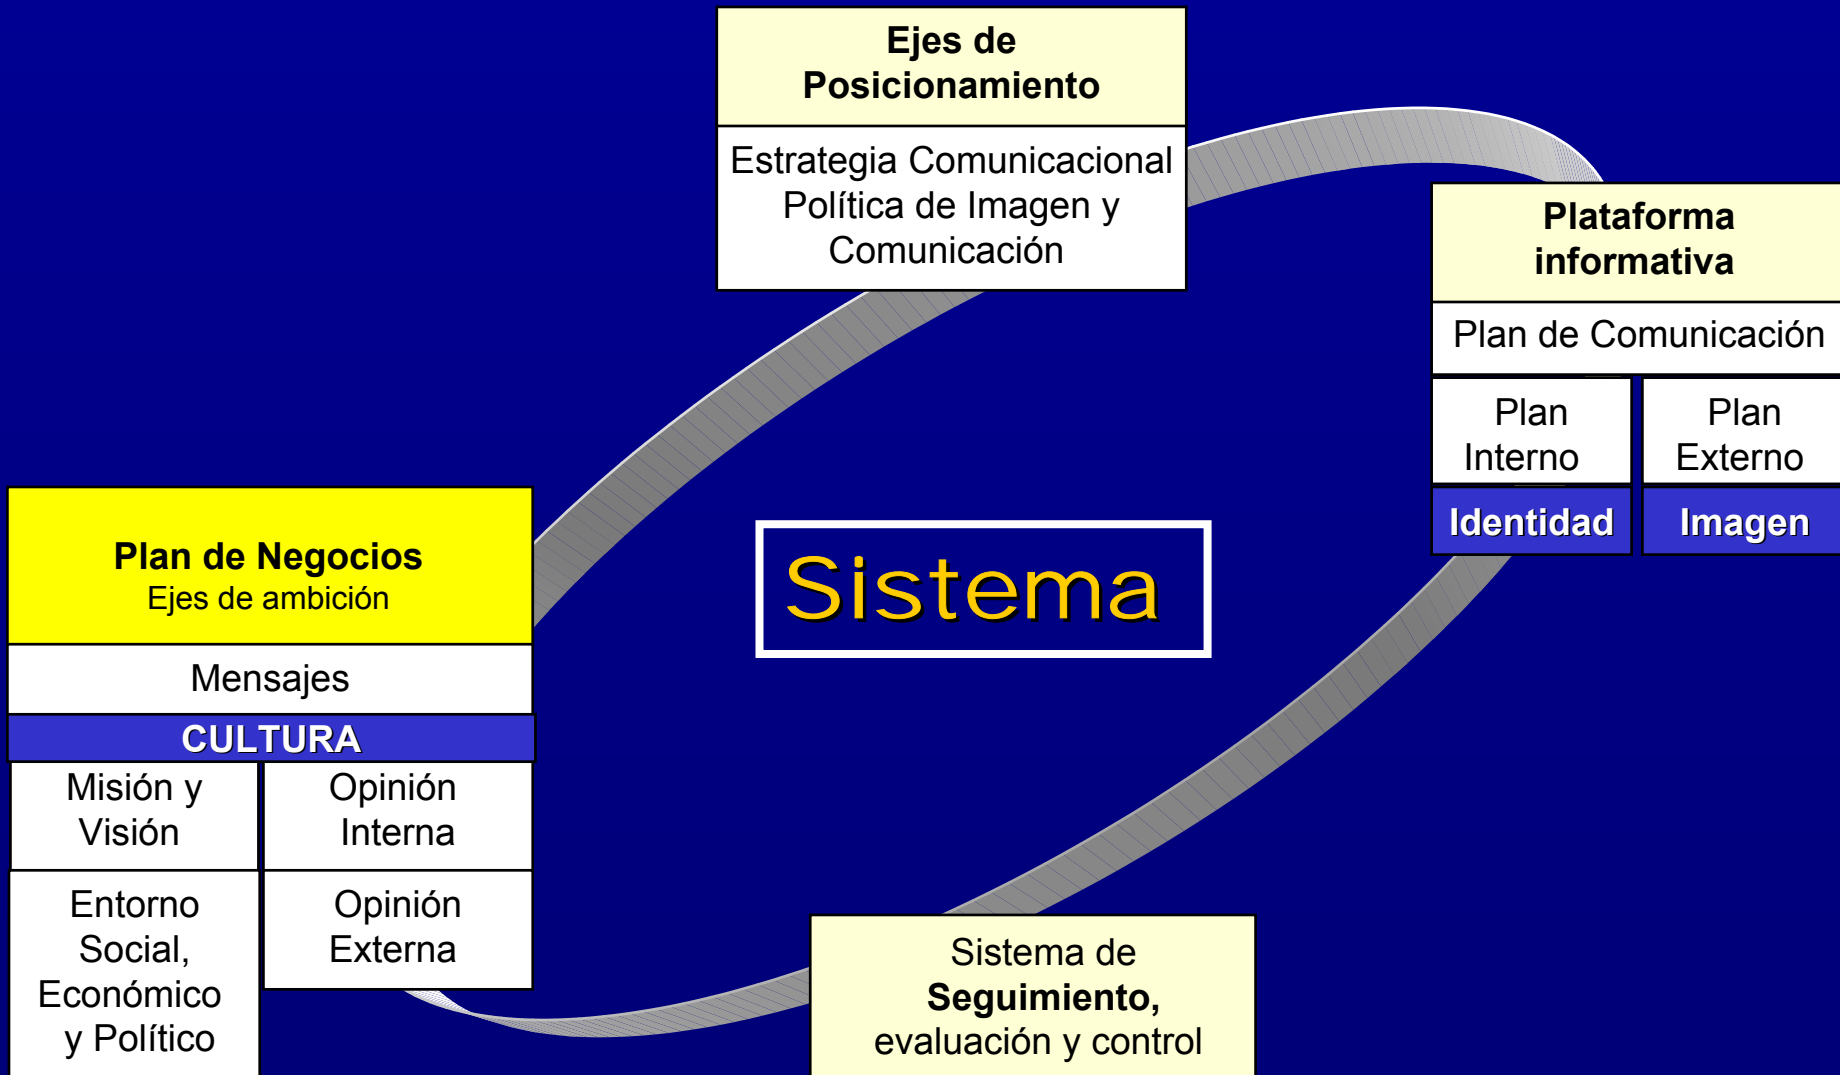 Ejes de
Posicionamiento
Estrategia Comunicacional
Política de Imagen y
Comunicación
Plataforma
informativa
Plan de Comunicación
Plan
Interno
Plan
Externo
Identidad
Imagen
Sistema
Plan de Negocios
Ejes de ambición
Mensajes
CULTURA
Misión y
Visión
Opinión
Interna
Entorno
Social,
Económico
y Político
Opinión
Externa
Sistema de
Seguimiento,
evaluación y control